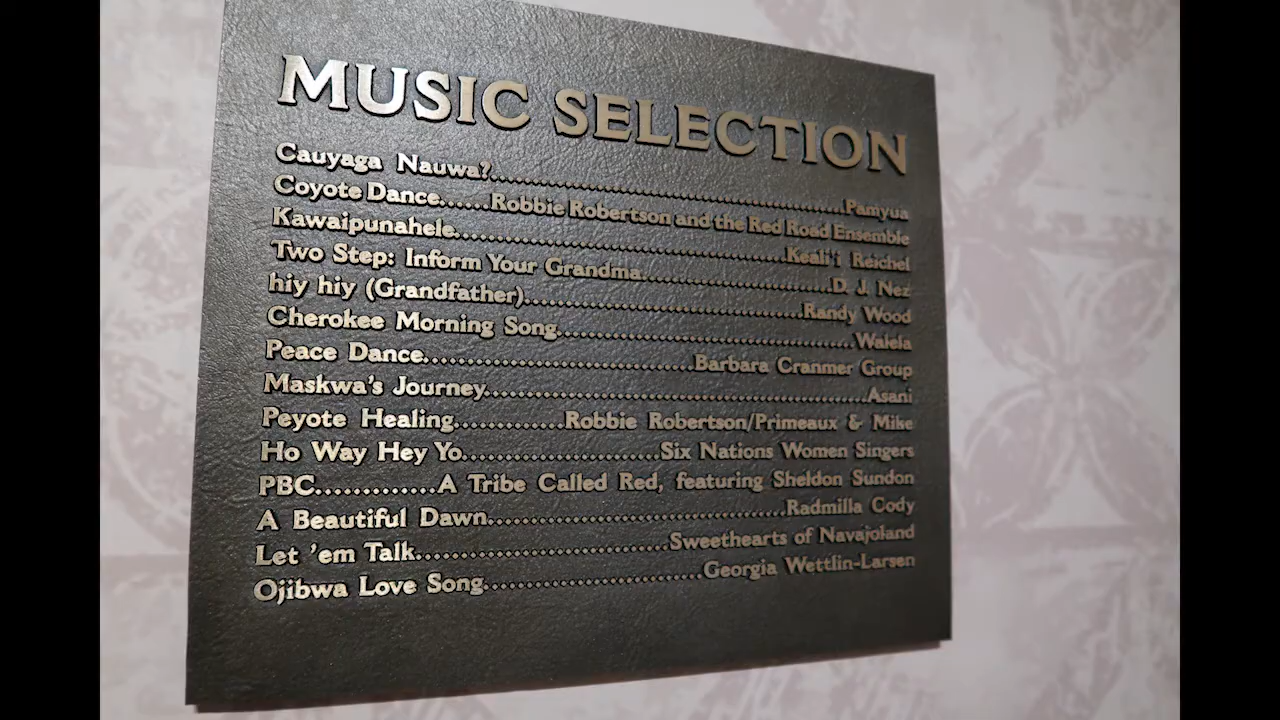 MUSIC SELECTION
Cauyaga Nauwa?..................................................Pamyua
Coyote Dance......Robbie Robertson and the Red Road Ensemble
Kawaipunahele..................................................Keali'i Reichel
Two Step: Inform Your Grandma..............................D. J. Nez
hiy hiy (Grandfather)..........................................Randy Wood
Cherokee Morning Song..........................................Walela
Peace Dance........................................Barbara Cranmer Group
Maskwa's Journey..................................................Asani
Peyote Healing............Robbie Robertson/Primeaux & Mike
Ho Way Hey Yo..........................Six Nations Women Singers
PBC.............A Tribe Called Red, featuring Sheldon Sundon
A Beautiful Dawn..........................................Radmilla Cody
Let 'em Talk....................................Sweethearts of Navajoland
Ojibwa Love Song..............................Georgia Wettlin-Larsen